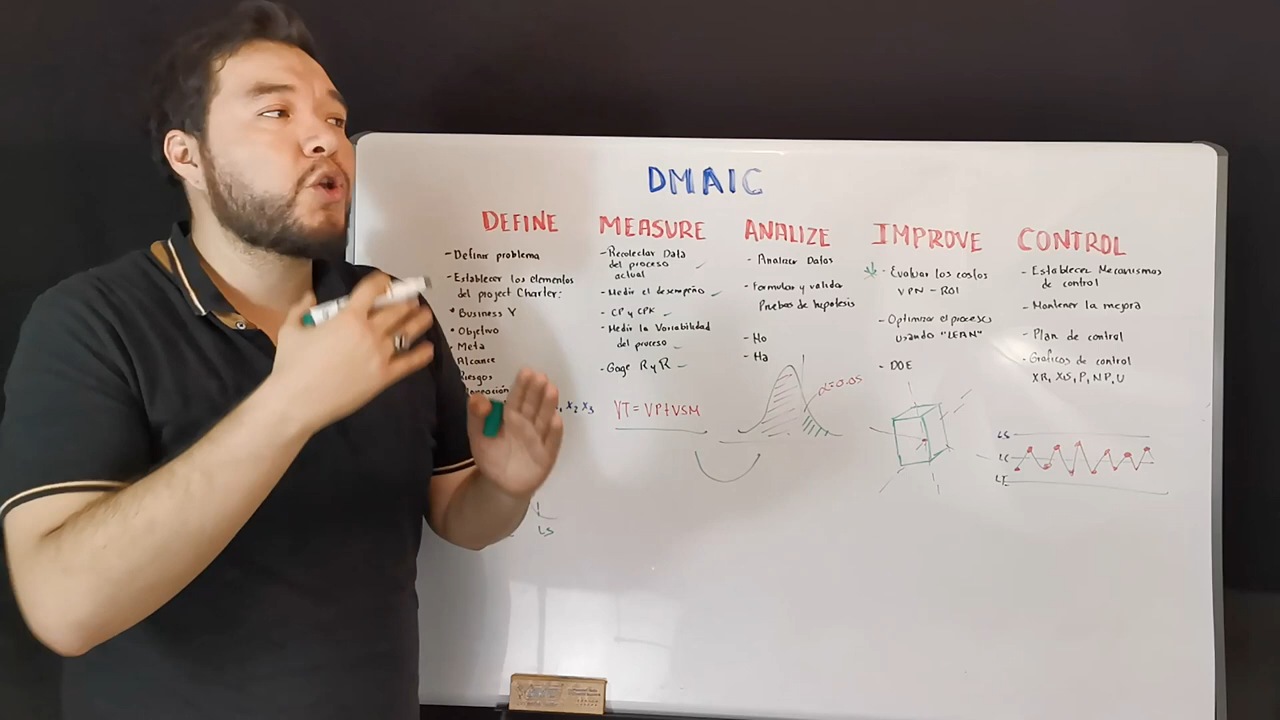 DMAIC
DEFINE
- Definir problema
- Establecer los elementos
del project Charter:
* Business Y
* Objetivo
Meta
Alcance
Riesgos
X2 X3
LS
MEASURE
- Recolectar Data
del proceso
actual
- Medir el desempeño
- CP y CPK
- Medir la Variabilidad
del proceso
- Gage R y R
VT = VP + VSM
ANALIZE
- Analizar Datos
- Formular y validar
Pruebas de hipotesis
- Ho
- Ha
α=0.05
IMPROVE
- Evaluar los costos
VPN - ROI
- Optimizar el proceso
usando "LEAN"
- DOE
CONTROL
- Establecer Mecanismos
de control
- Mantener la mejora
- Plan de control
- Graficos de control
XR, XS, P, NP, U
LS
LC
LI